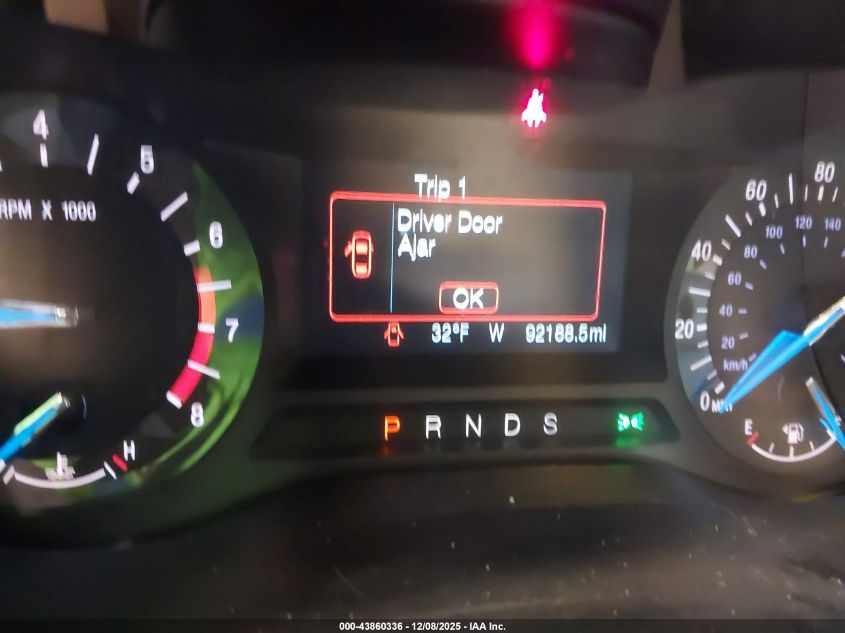 4
5
6
7
8
RPM X 1000
H
Trip 1
Driver Door
Ajar
OK
32°F W 92188.5mi
P R N D S
0 20 40 60 80
MPH
20 40 60 80 100 120 140
km/h
E
000-43860336 - 12/08/2025 - IAA Inc.